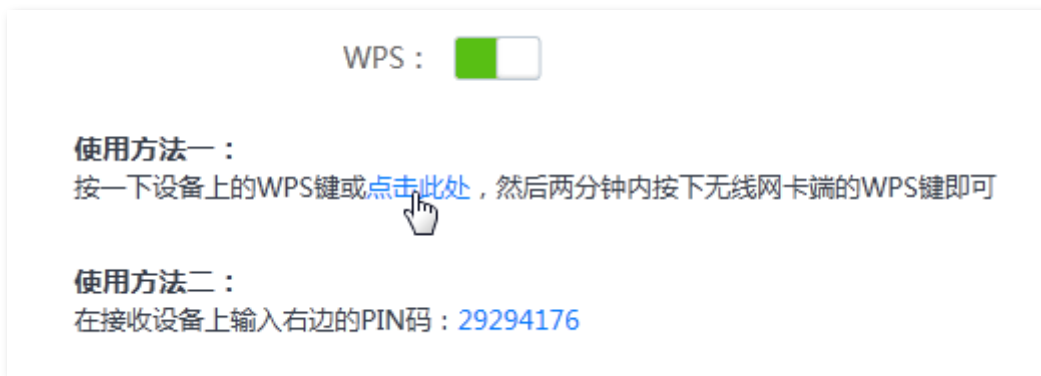 WPS：
使用方法一：
按一下设备上的WPS键或点击此处，然后两分钟内按下无线网卡端的WPS键即可
使用方法二：
在接收设备上输入右边的PIN码：29294176